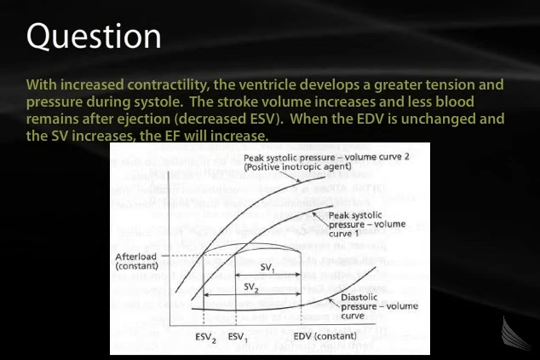 Question
With increased contractility, the ventricle develops a greater tension and
pressure during systole. The stroke volume increases and less blood
remains after ejection (decreased ESV). When the EDV is unchanged and
the SV increases, the EF will increase.
Peak systolic pressure – volume curve 2
(Positive inotropic agent)
Peak systolic
pressure – volume
curve 1
Afterload
(constant)
SV1
SV2
Diastolic
pressure – volume
curve
ESV2 ESV1 EDV (constant)